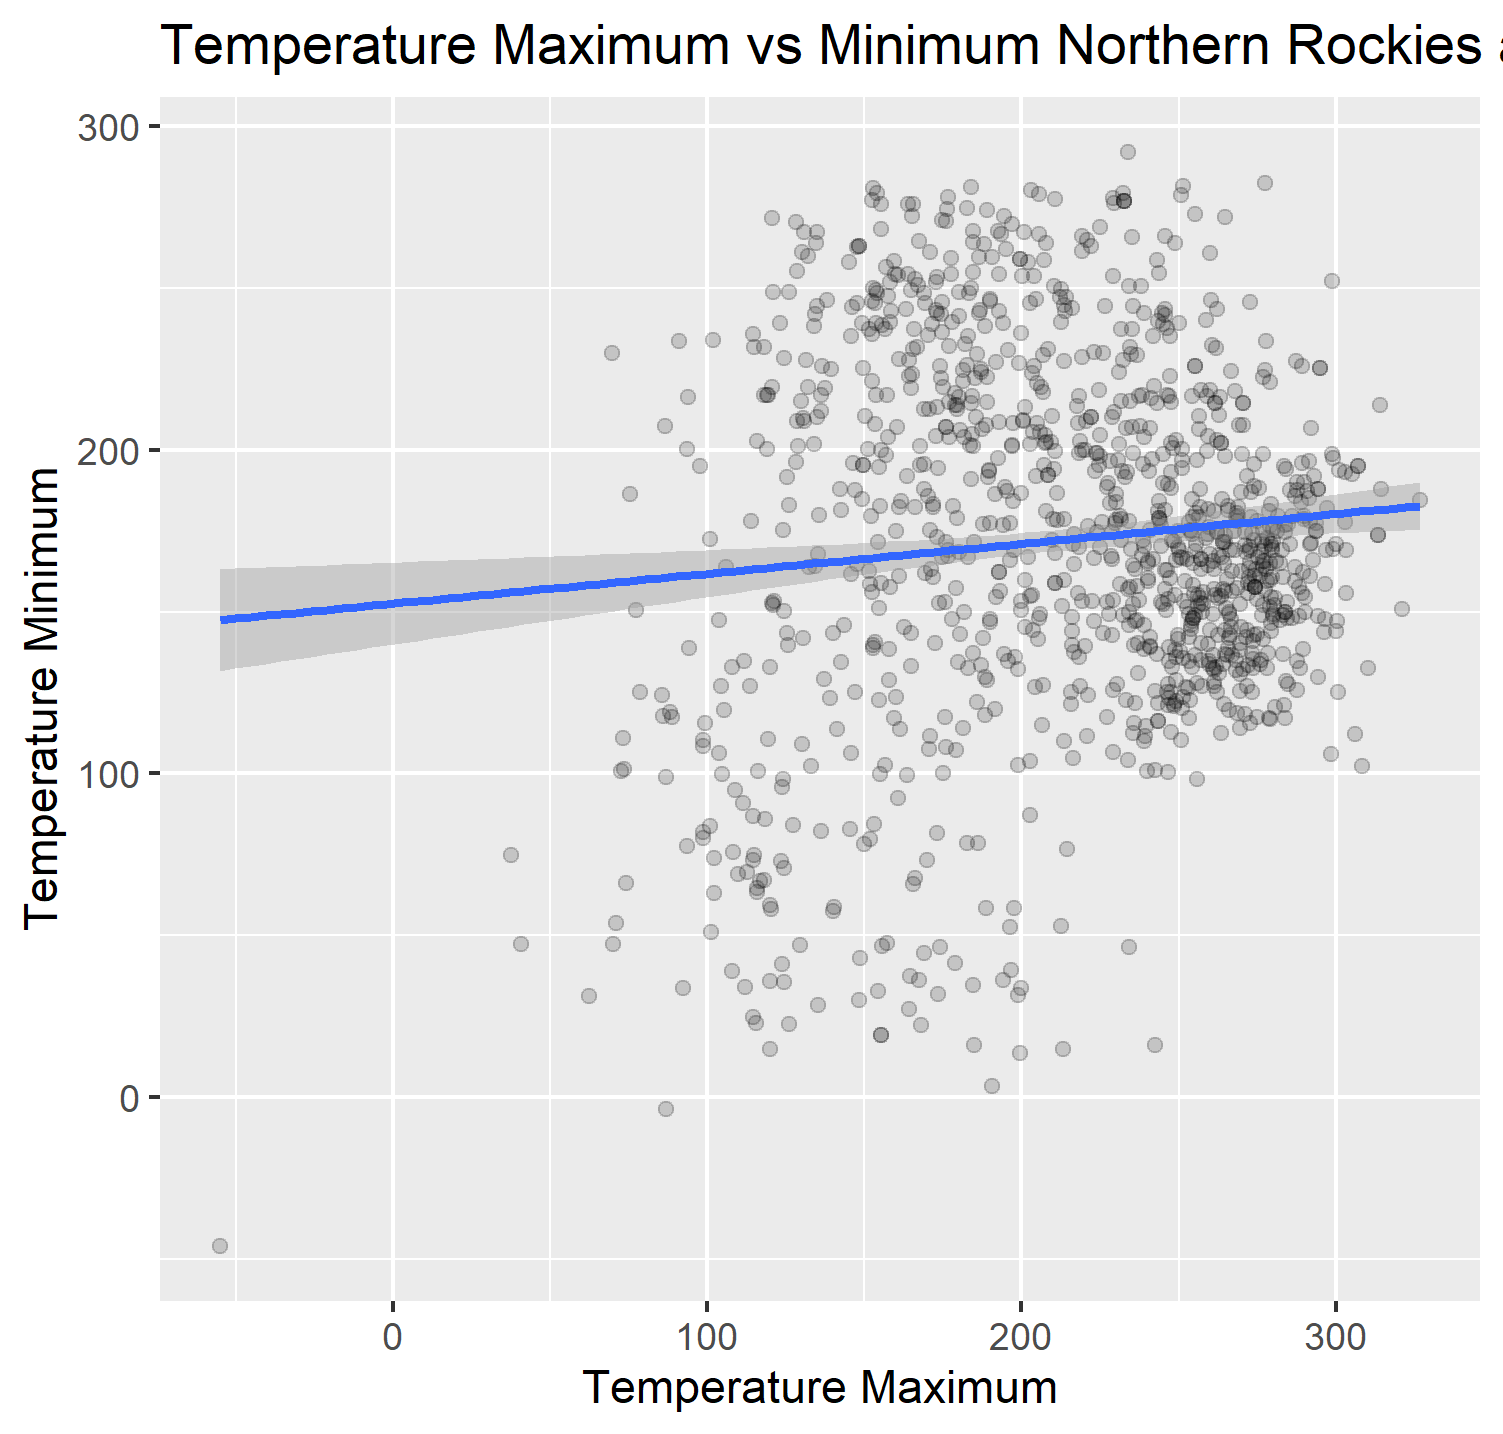 Temperature Maximum vs Minimum Northern Rockies
300
200
100
0
Temperature Minimum
0 100 200 300
Temperature Maximum